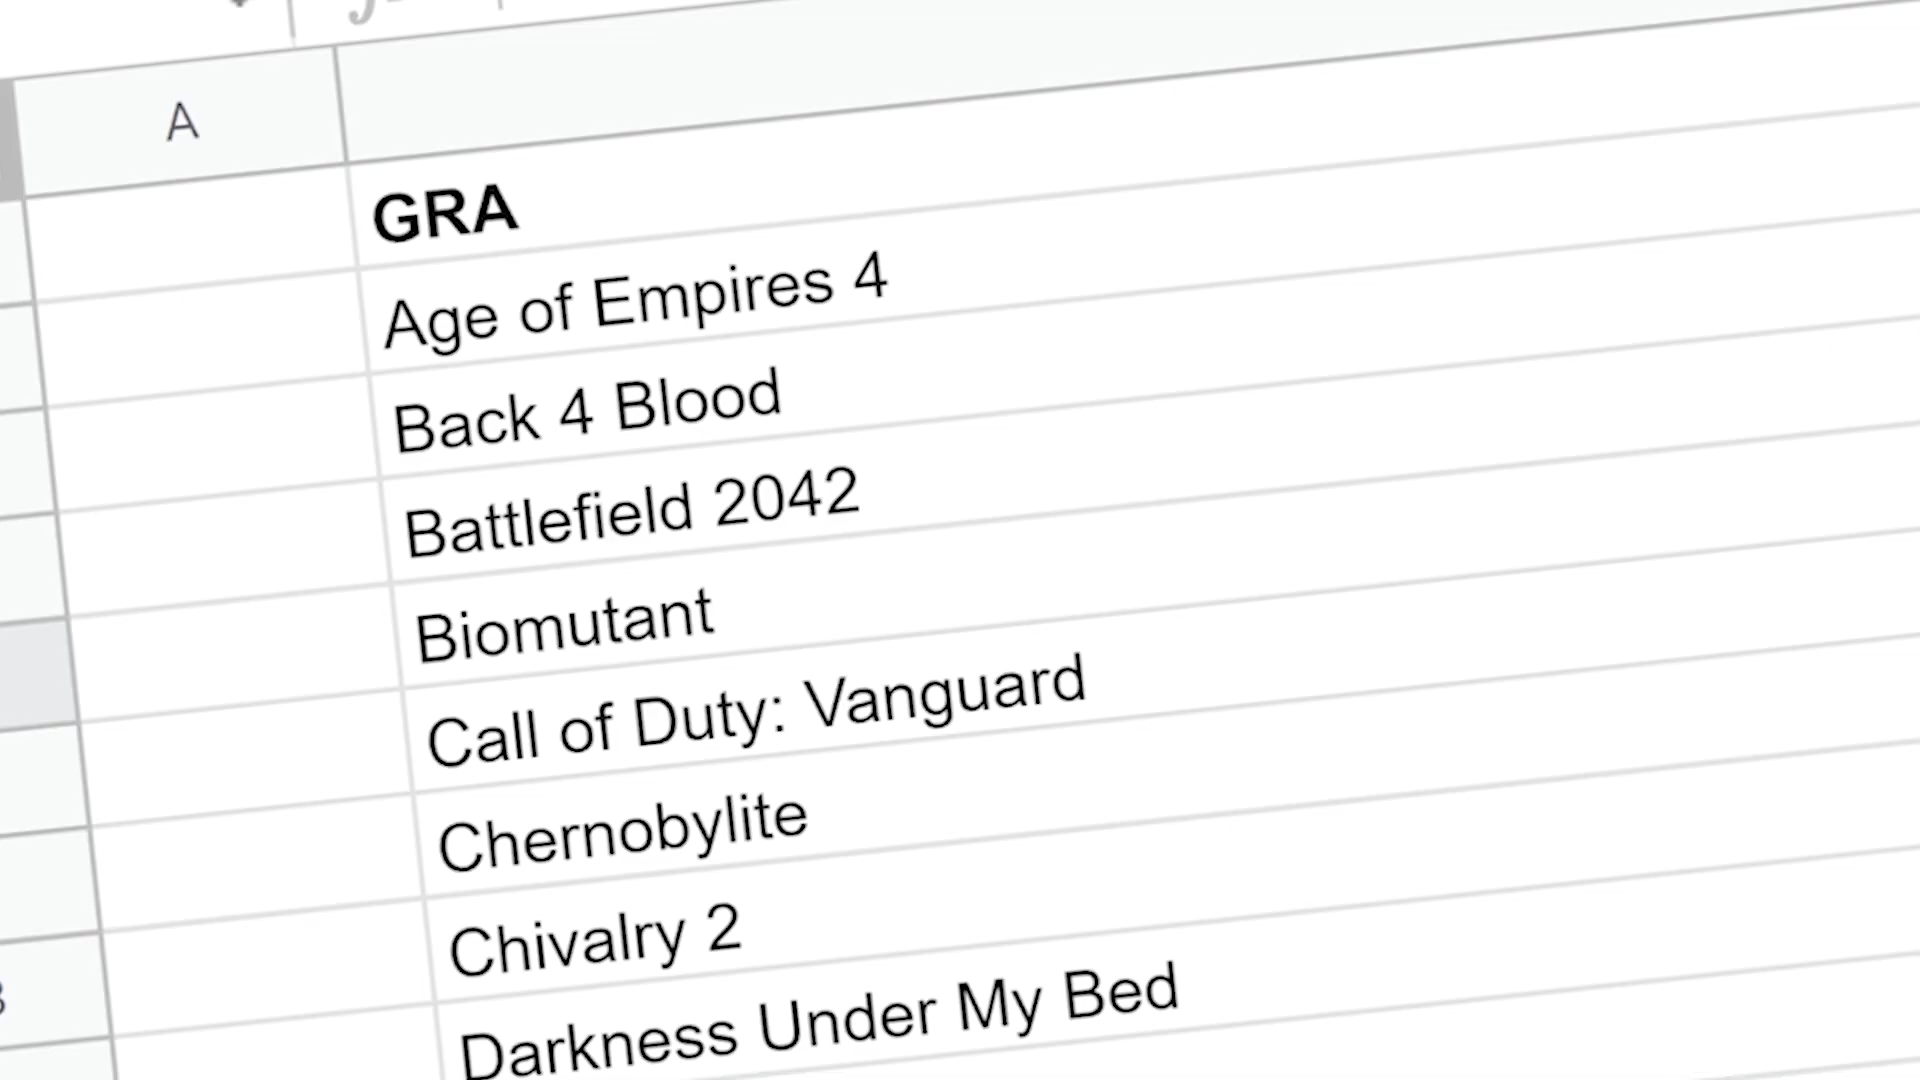 A
GRA
Age of Empires 4
Back 4 Blood
Battlefield 2042
Biomutant
Call of Duty: Vanguard
Chernobylite
Chivalry 2
Darkness Under My Bed